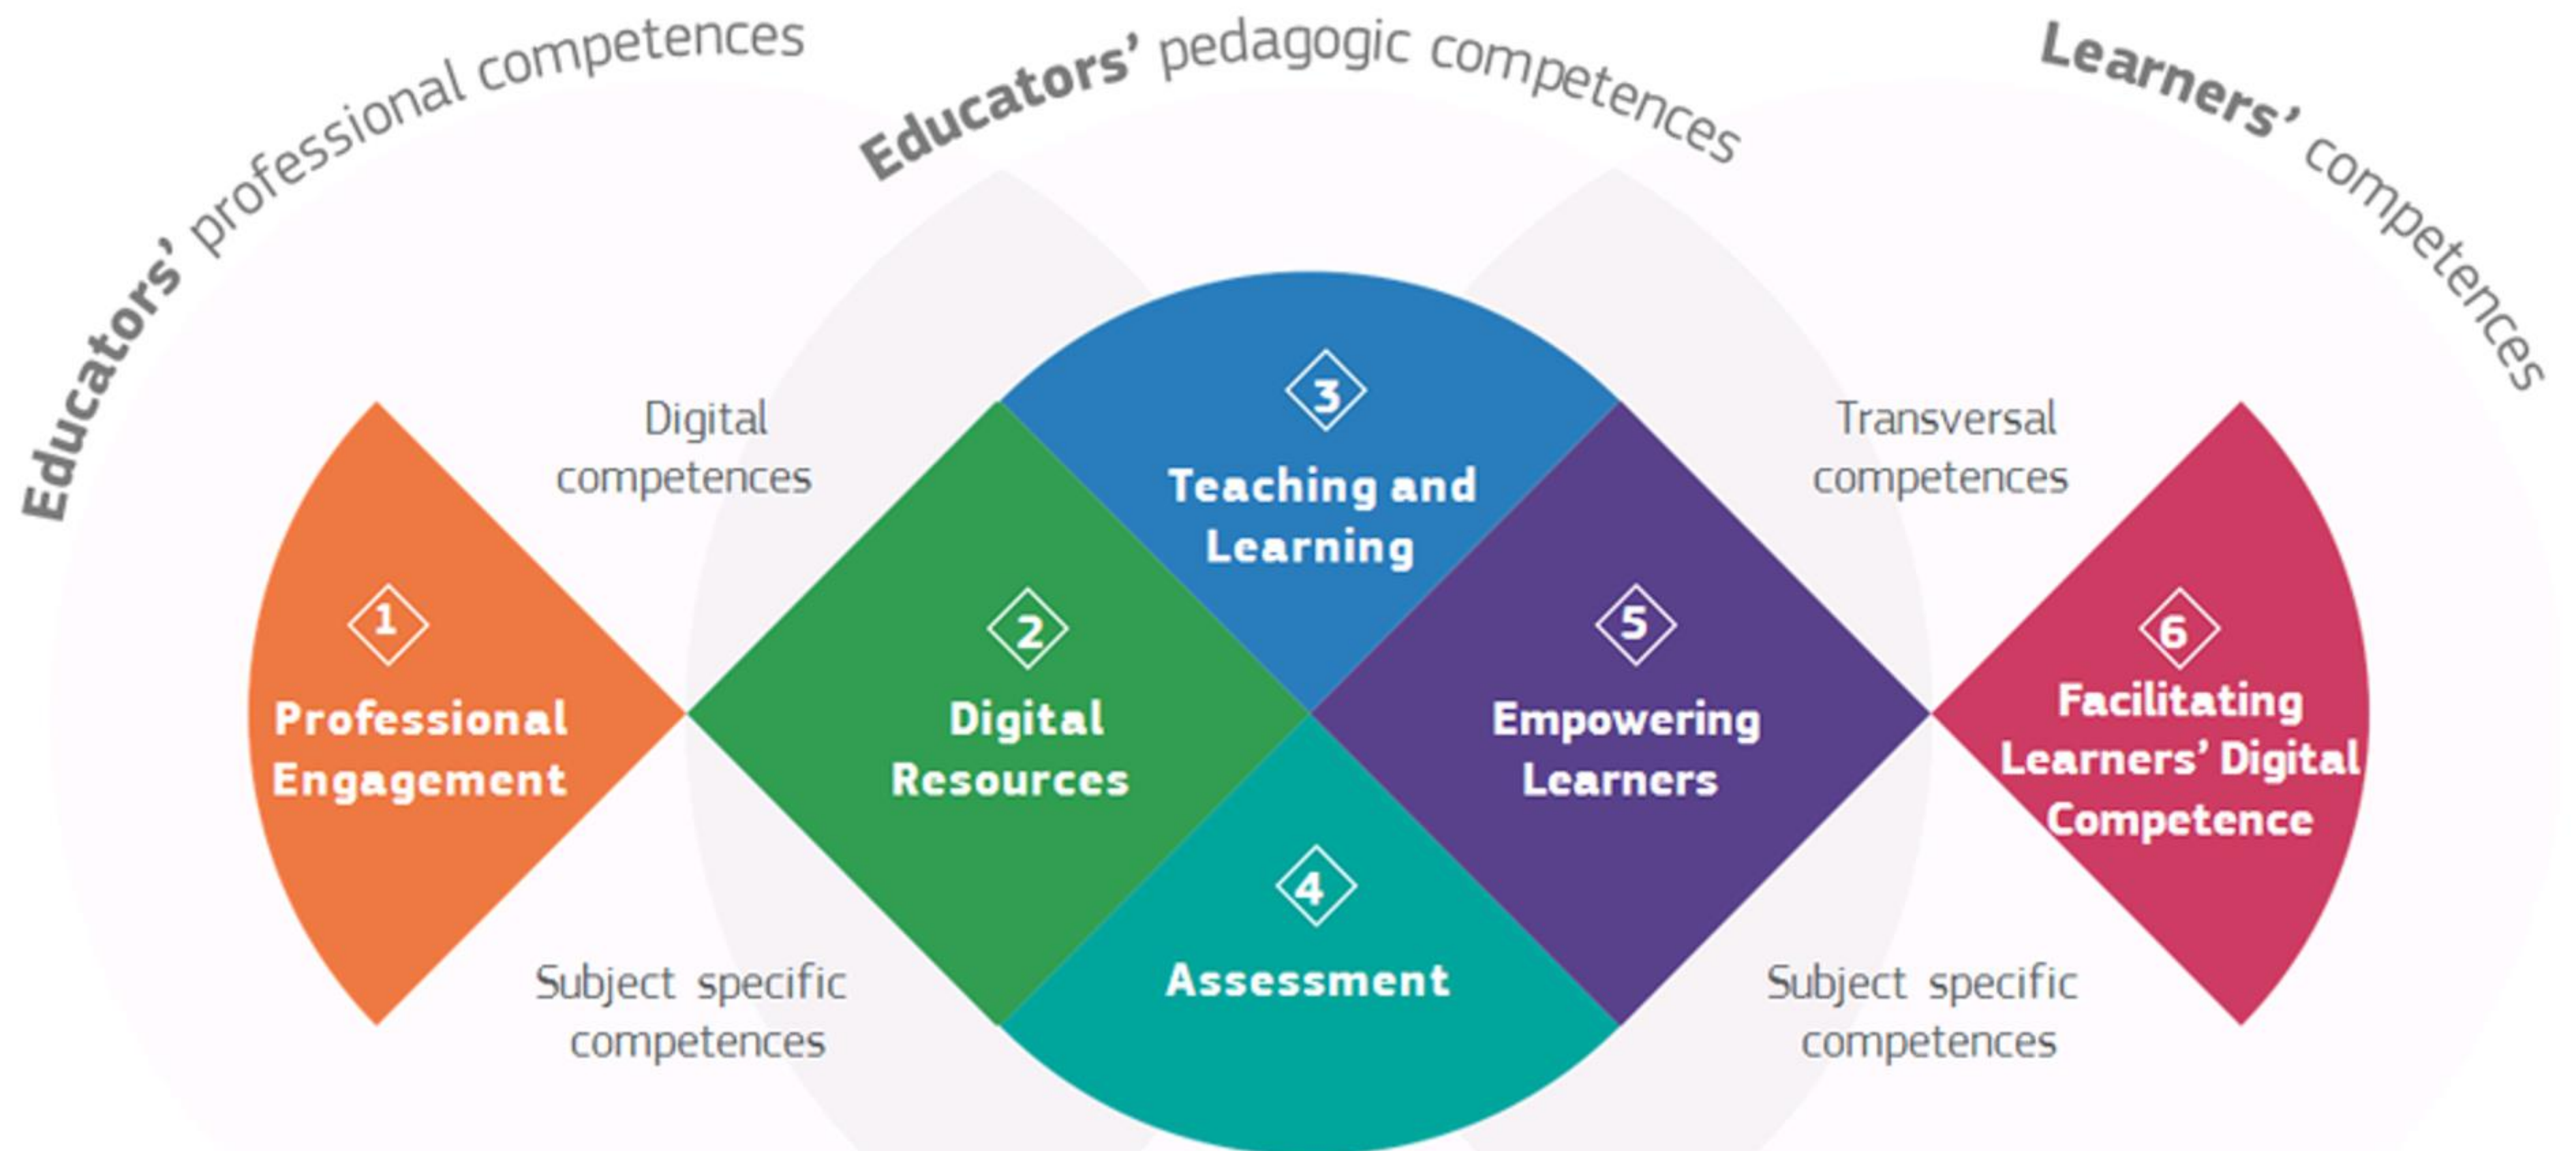 Educators’ professional competences
Educators’ pedagogic competences
Learners’ competences
Digital
competences
Transversal
competences
1
Professional
Engagement
2
Digital
Resources
3
Teaching and
Learning
4
Assessment
5
Empowering
Learners
6
Facilitating
Learners’ Digital
Competence
Subject specific
competences
Subject specific
competences